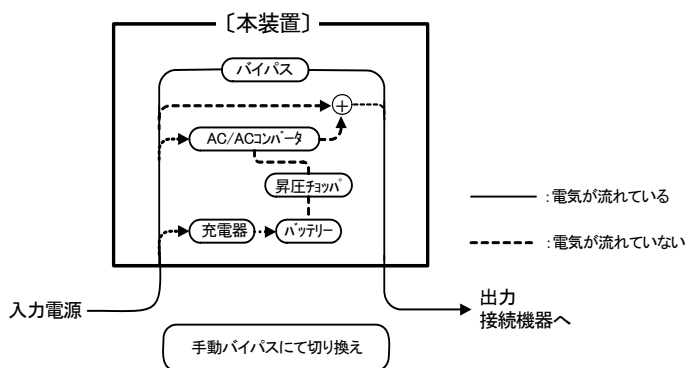 〔本装置〕
バイパス
+
AC/ACコンバータ
昇圧チョッパ
充電器
バッテリー
:電気が流れている
:電気が流れていない
入力電源
出力
接続機器へ
手動バイパスにて切り換え